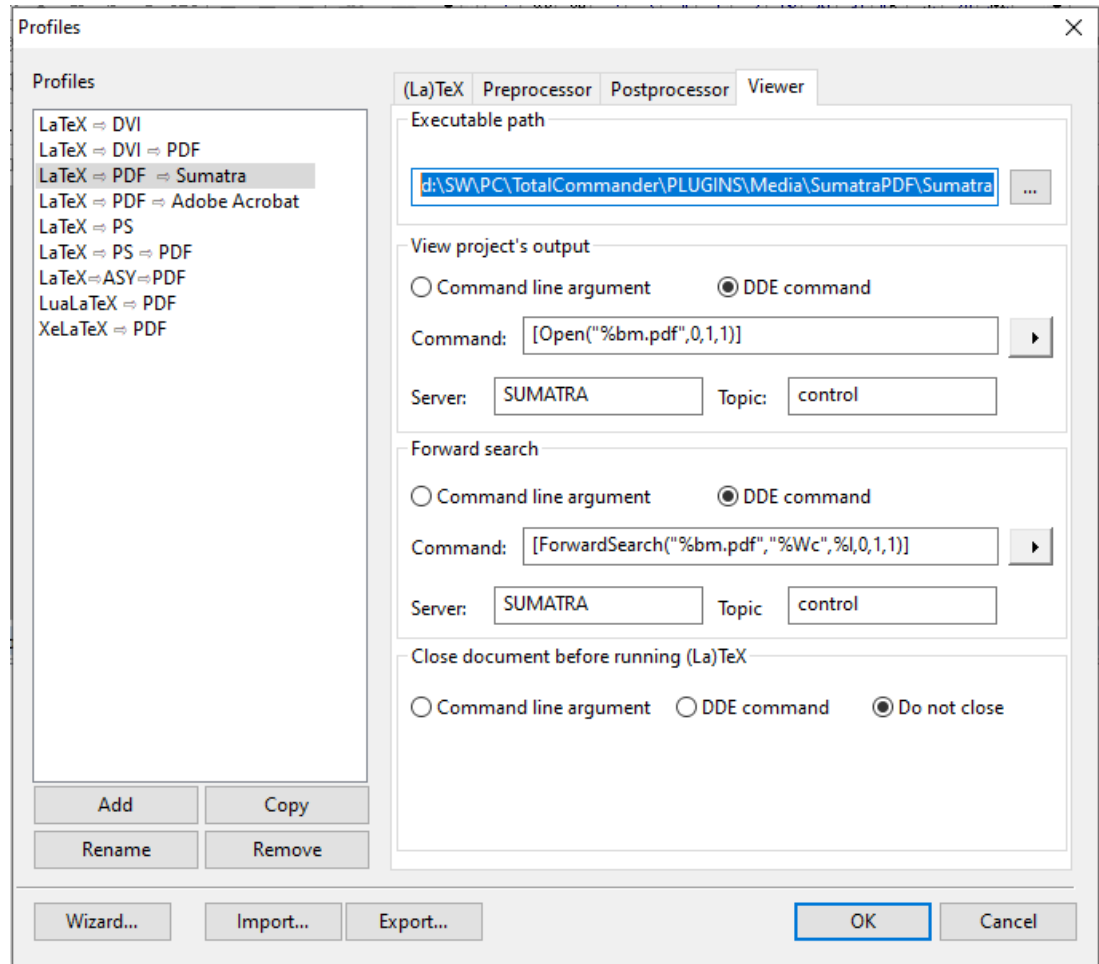 Profiles
Profiles
LaTeX ⇨ DVI
LaTeX ⇨ DVI ⇨ PDF
LaTeX ⇨ PDF ⇨ Sumatra
LaTeX ⇨ PDF ⇨ Adobe Acrobat
LaTeX ⇨ PS
LaTeX ⇨ PS ⇨ PDF
LaTeX⇨ASY⇨PDF
LuaLaTeX ⇨ PDF
XeLaTeX ⇨ PDF
Add Copy
Rename Remove
(La)TeX Preprocessor Postprocessor Viewer
Executable path
d:\SW\PC\TotalCommander\PLUGINS\Media\SumatraPDF\Sumatra
...
View project's output
Command line argument DDE command
Command: [Open("%bm.pdf",0,1,1)]
Server: SUMATRA Topic: control
Forward search
Command line argument DDE command
Command: [ForwardSearch("%bm.pdf","%Wc",%l,0,1,1)]
Server: SUMATRA Topic control
Close document before running (La)TeX
Command line argument DDE command Do not close
Wizard... Import... Export... OK Cancel